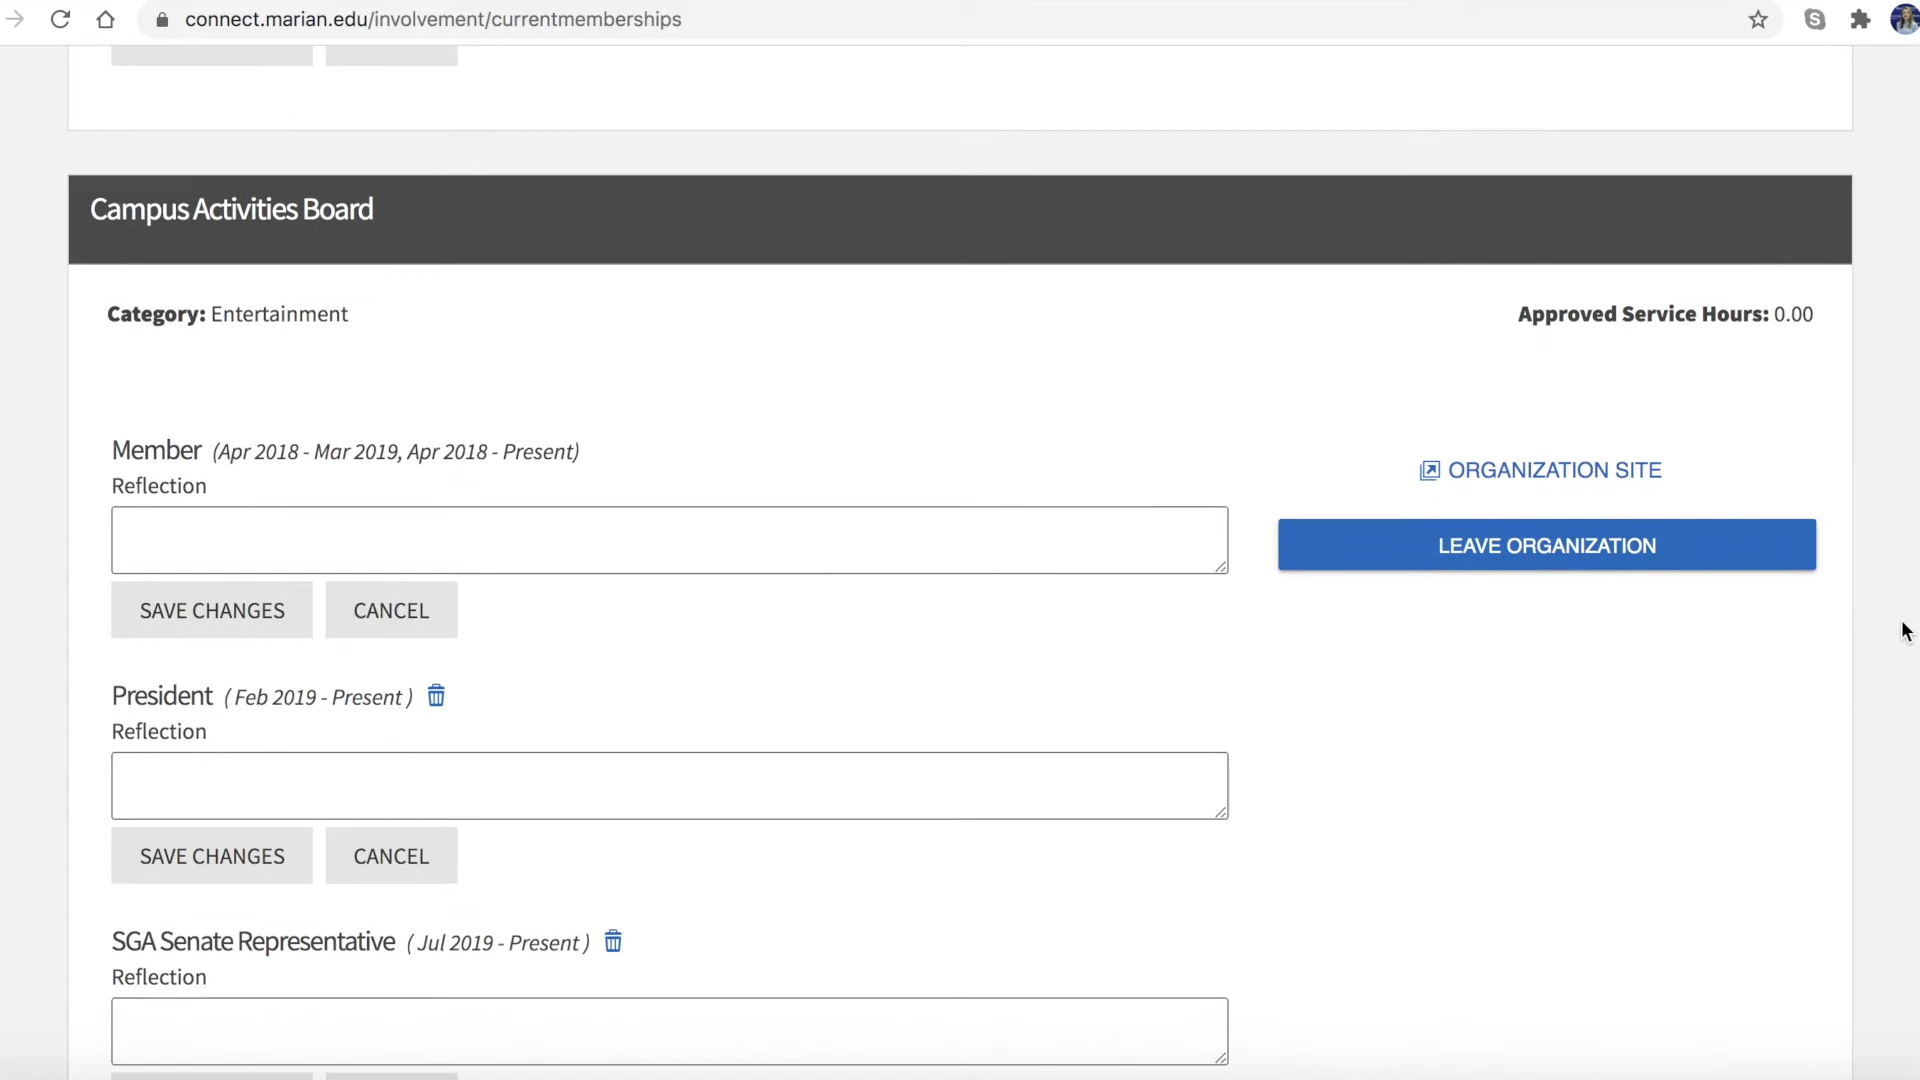 connect.marian.edu/involvement/currentmemberships
Campus Activities Board
Category: Entertainment
Approved Service Hours: 0.00
Member (Apr 2018 - Mar 2019, Apr 2018 - Present)
Reflection
ORGANIZATION SITE
LEAVE ORGANIZATION
SAVE CHANGES CANCEL
President ( Feb 2019 - Present )
Reflection
SAVE CHANGES CANCEL
SGA Senate Representative ( Jul 2019 - Present )
Reflection